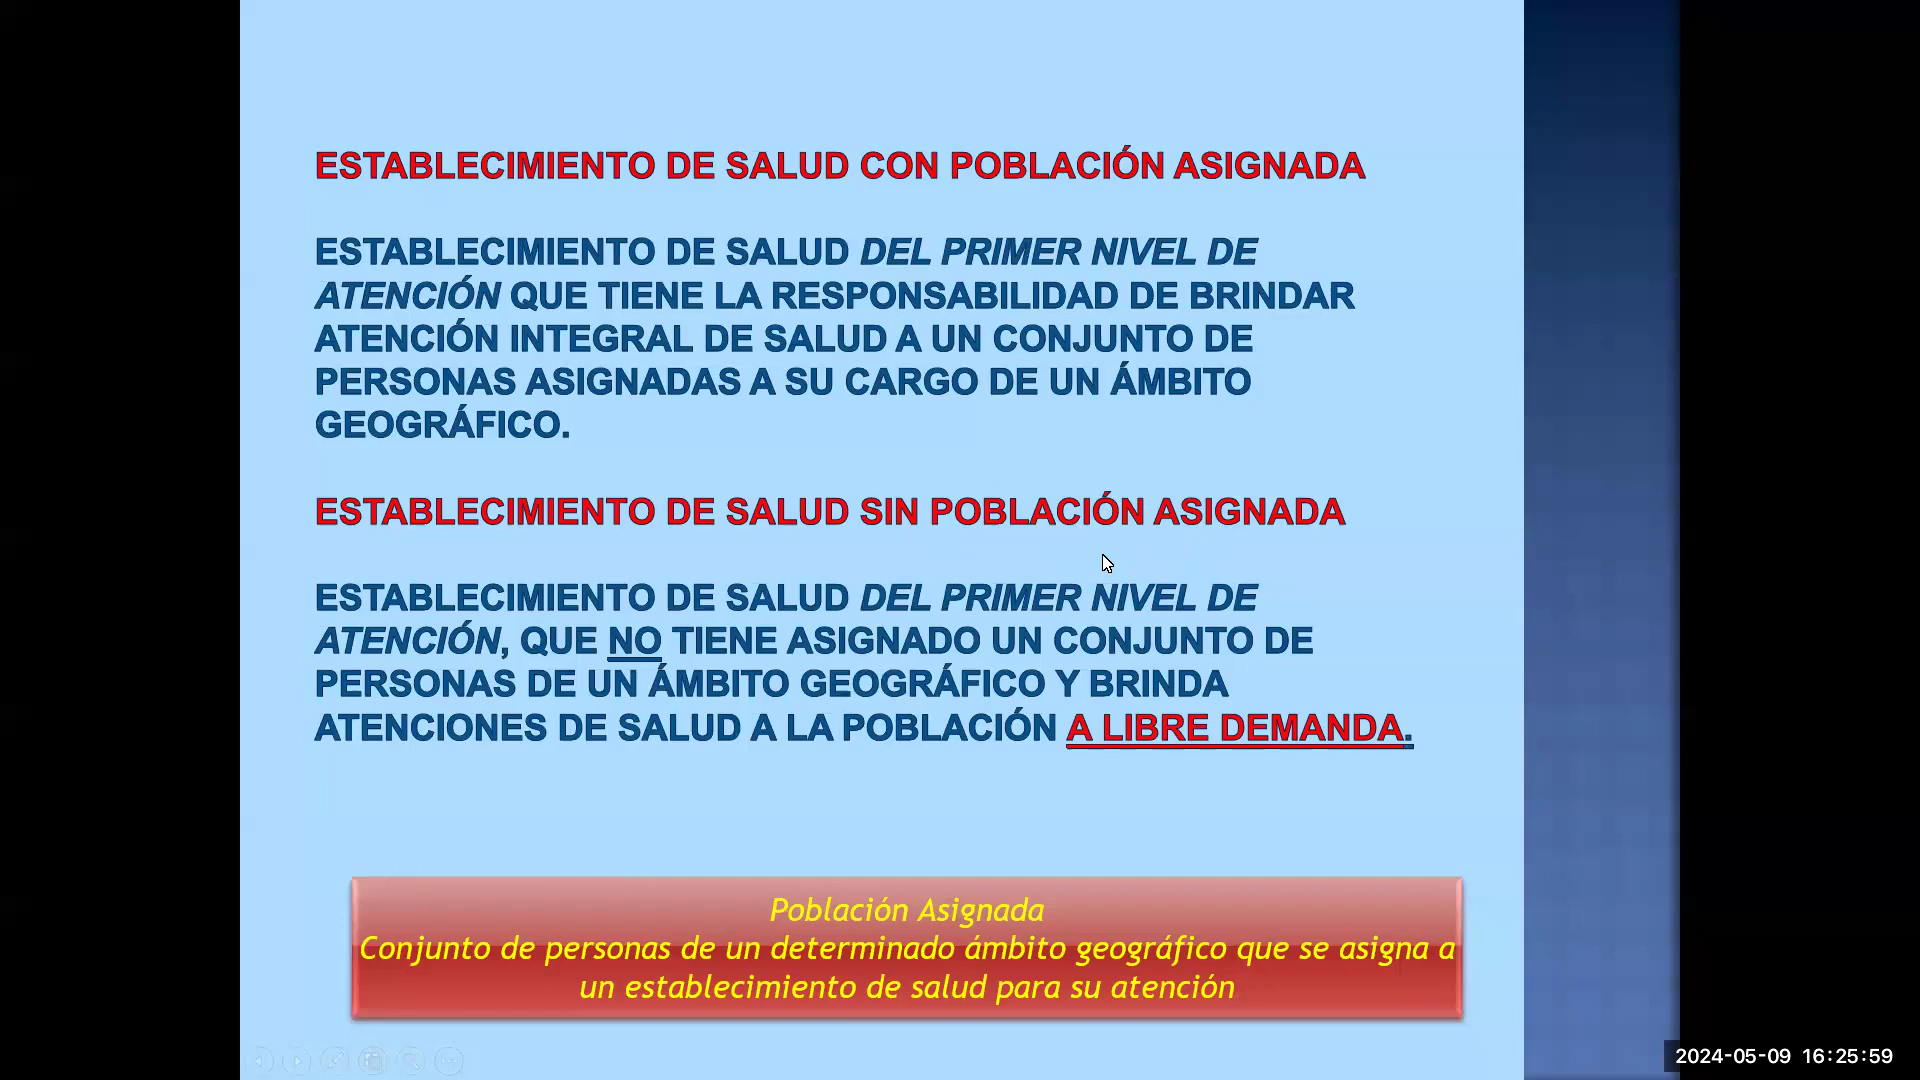 ESTABLECIMIENTO DE SALUD CON POBLACIÓN ASIGNADA
ESTABLECIMIENTO DE SALUD DEL PRIMER NIVEL DE
ATENCIÓN QUE TIENE LA RESPONSABILIDAD DE BRINDAR
ATENCIÓN INTEGRAL DE SALUD A UN CONJUNTO DE
PERSONAS ASIGNADAS A SU CARGO DE UN ÁMBITO
GEOGRÁFICO.
ESTABLECIMIENTO DE SALUD SIN POBLACIÓN ASIGNADA
ESTABLECIMIENTO DE SALUD DEL PRIMER NIVEL DE
ATENCIÓN, QUE NO TIENE ASIGNADO UN CONJUNTO DE
PERSONAS DE UN ÁMBITO GEOGRÁFICO Y BRINDA
ATENCIONES DE SALUD A LA POBLACIÓN A LIBRE DEMANDA.
Población Asignada
Conjunto de personas de un determinado ámbito geográfico que se asigna a
un establecimiento de salud para su atención
2024-05-09 16:25:59